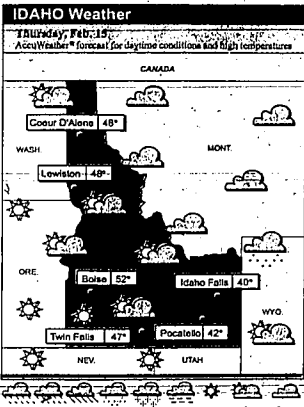 IDAHO Weather
Thursday, Feb. 15
AccuWeather® forecast for daytime conditions and high temperatures
CANADA
Coeur D'Alene 48°
WASH.
MONT.
Lewiston 48°
ORE.
Boise 52°
Idaho Falls 40°
WYO.
Twin Falls 47°
Pocatello 42°
NEV.
UTAH